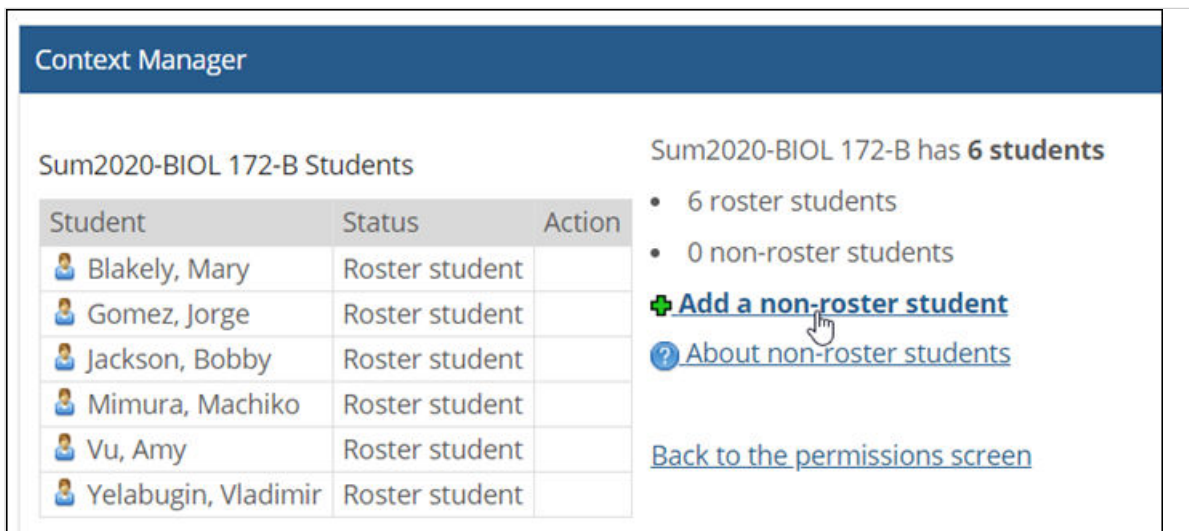 Context Manager
Sum2020-BIOL 172-B Students
Student Status Action
Blakely, Mary Roster student
Gomez, Jorge Roster student
Jackson, Bobby Roster student
Mimura, Machiko Roster student
Vu, Amy Roster student
Yelabugin, Vladimir Roster student
Sum2020-BIOL 172-B has 6 students
• 6 roster students
• 0 non-roster students
Add a non-roster student
? About non-roster students
Back to the permissions screen